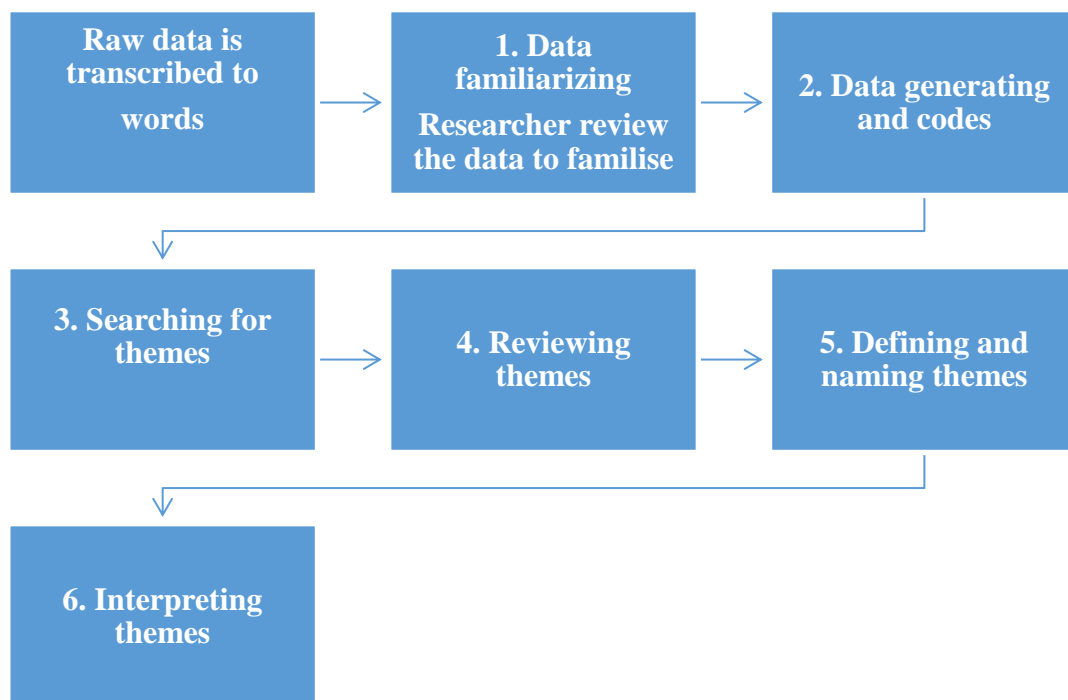 Raw data is
transcribed to
words
1. Data
familiarizing
Researcher review
the data to familise
2. Data generating
and codes
3. Searching for
themes
4. Reviewing
themes
5. Defining and
naming themes
6. Interpreting
themes